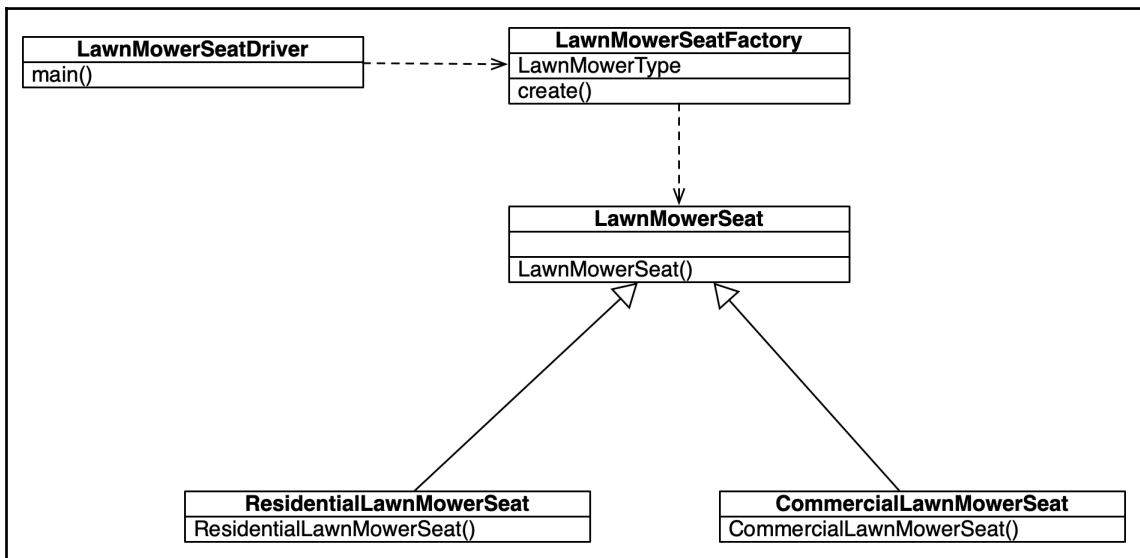 LawnMowerSeatDriver
main()
LawnMowerSeatFactory
LawnMowerType
create()
LawnMowerSeat
LawnMowerSeat()
ResidentialLawnMowerSeat
ResidentialLawnMowerSeat()
CommercialLawnMowerSeat
CommercialLawnMowerSeat()